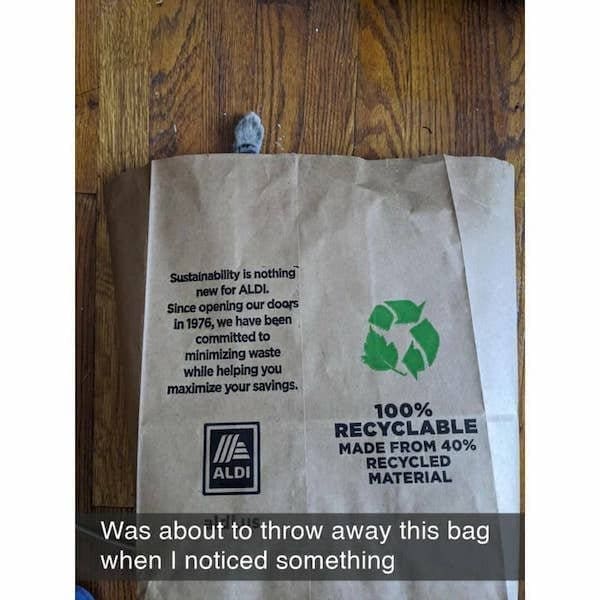 Sustainability is nothing
new for ALDI.
Since opening our doors
in 1976, we have been
committed to
minimizing waste
while helping you
maximize your savings.
ALDI
100%
RECYCLABLE
MADE FROM 40%
RECYCLED
MATERIAL
Was about to throw away this bag
when I noticed something